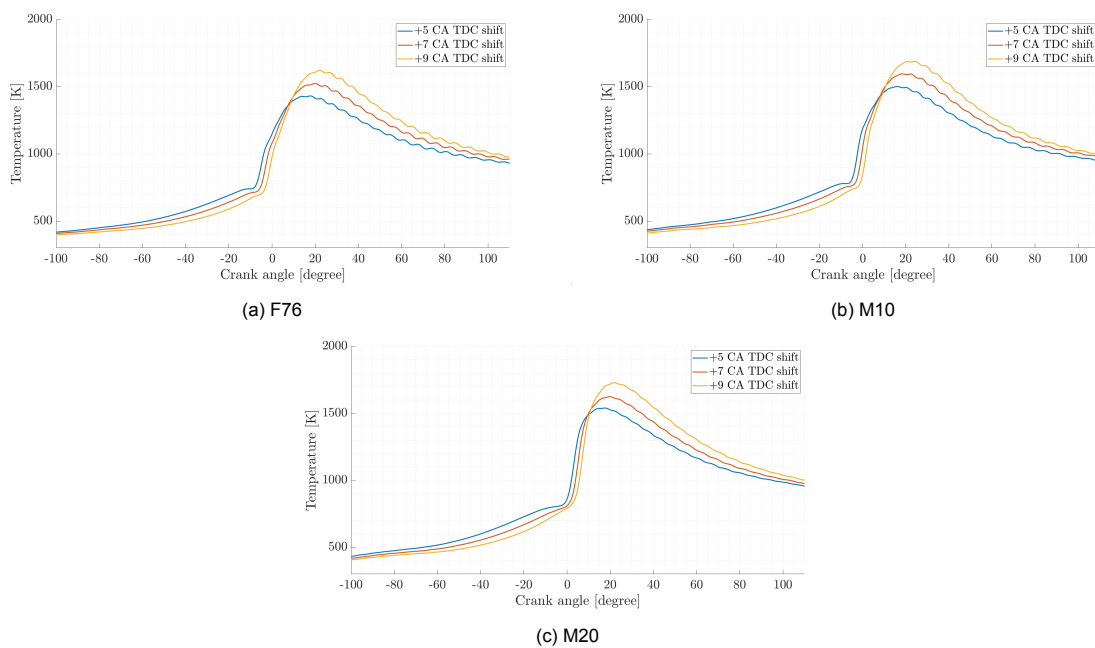 2000
1500
1000
500
Temperature [K]
-100 -80 -60 -40 -20 0 20 40 60 80 100
Crank angle [degree]
+5 CA TDC shift
+7 CA TDC shift
+9 CA TDC shift
(a) F76
2000
1500
1000
500
Temperature [K]
-100 -80 -60 -40 -20 0 20 40 60 80 100
Crank angle [degree]
+5 CA TDC shift
+7 CA TDC shift
+9 CA TDC shift
(b) M10
2000
1500
1000
500
Temperature [K]
-100 -80 -60 -40 -20 0 20 40 60 80 100
Crank angle [degree]
+5 CA TDC shift
+7 CA TDC shift
+9 CA TDC shift
(c) M20